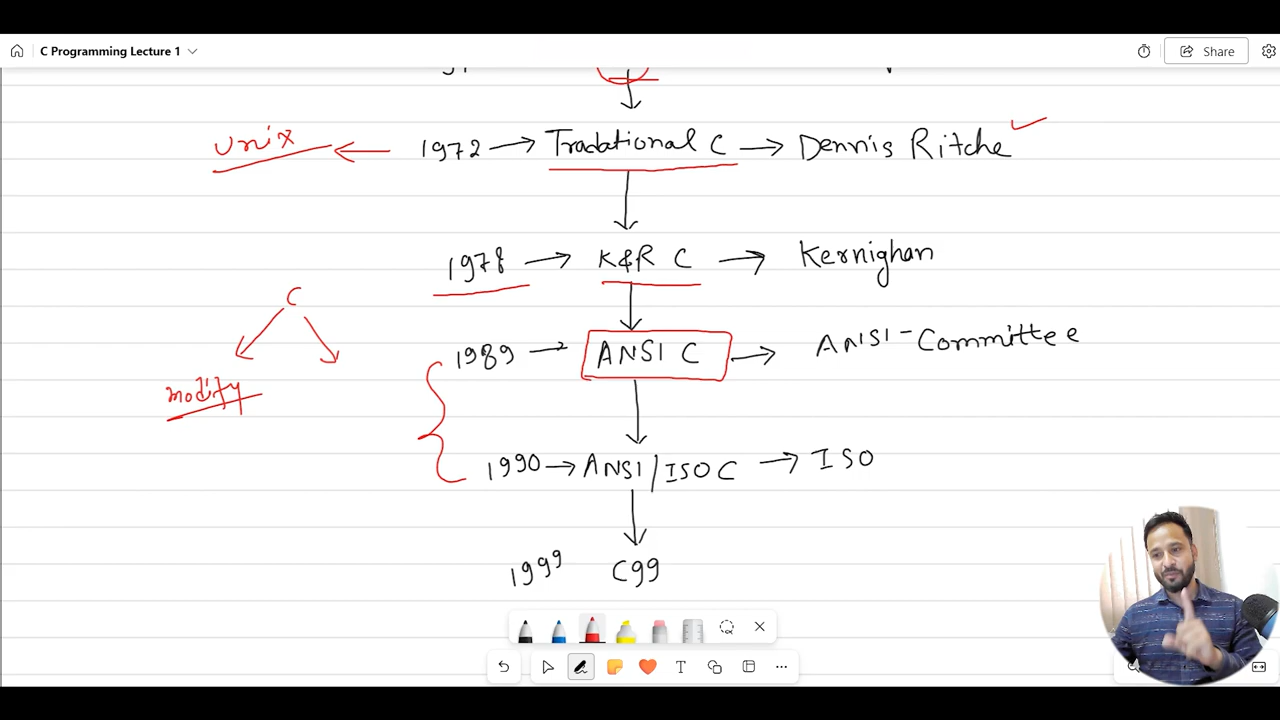 C Programming Lecture 1
Share
Unix ← 1972 → Tradational C → Dennis Ritche ✓
1978 → K&R C → Kernighan
C
1989 → ANSI C → ANSI-Committee
modify
1990 → ANSI/ISO C → ISO
1999 C99
T